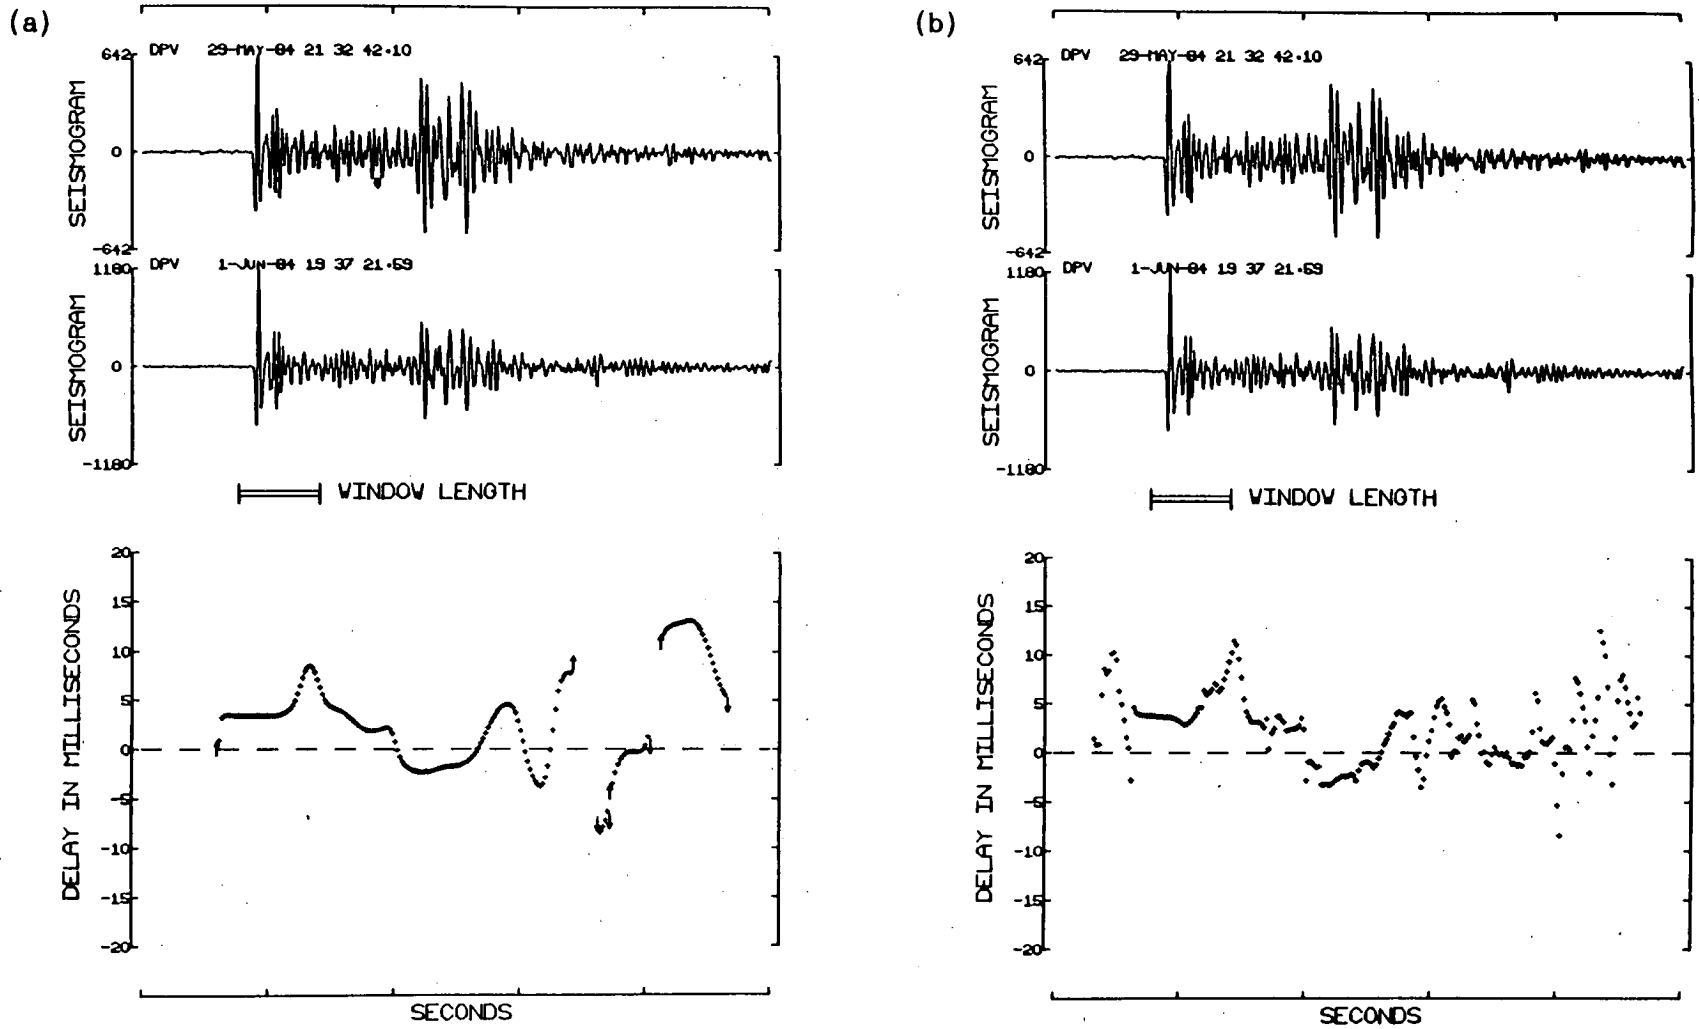 (a)
DPV 29-MAY-84 21 32 42.10
642
0
-642
SEISMOGRAM
DPV 1-JUN-84 19 37 21.59
1180
0
-1180
SEISMOGRAM
WINDOW LENGTH
20
15
10
5
0
-5
-10
-15
-20
DELAY IN MILLISECONDS
SECONDS
(b)
DPV 29-MAY-84 21 32 42.10
642
0
-642
SEISMOGRAM
DPV 1-JUN-84 19 37 21.59
1180
0
-1180
SEISMOGRAM
WINDOW LENGTH
20
15
10
5
0
-5
-10
-15
-20
DELAY IN MILLISECONDS
SECONDS